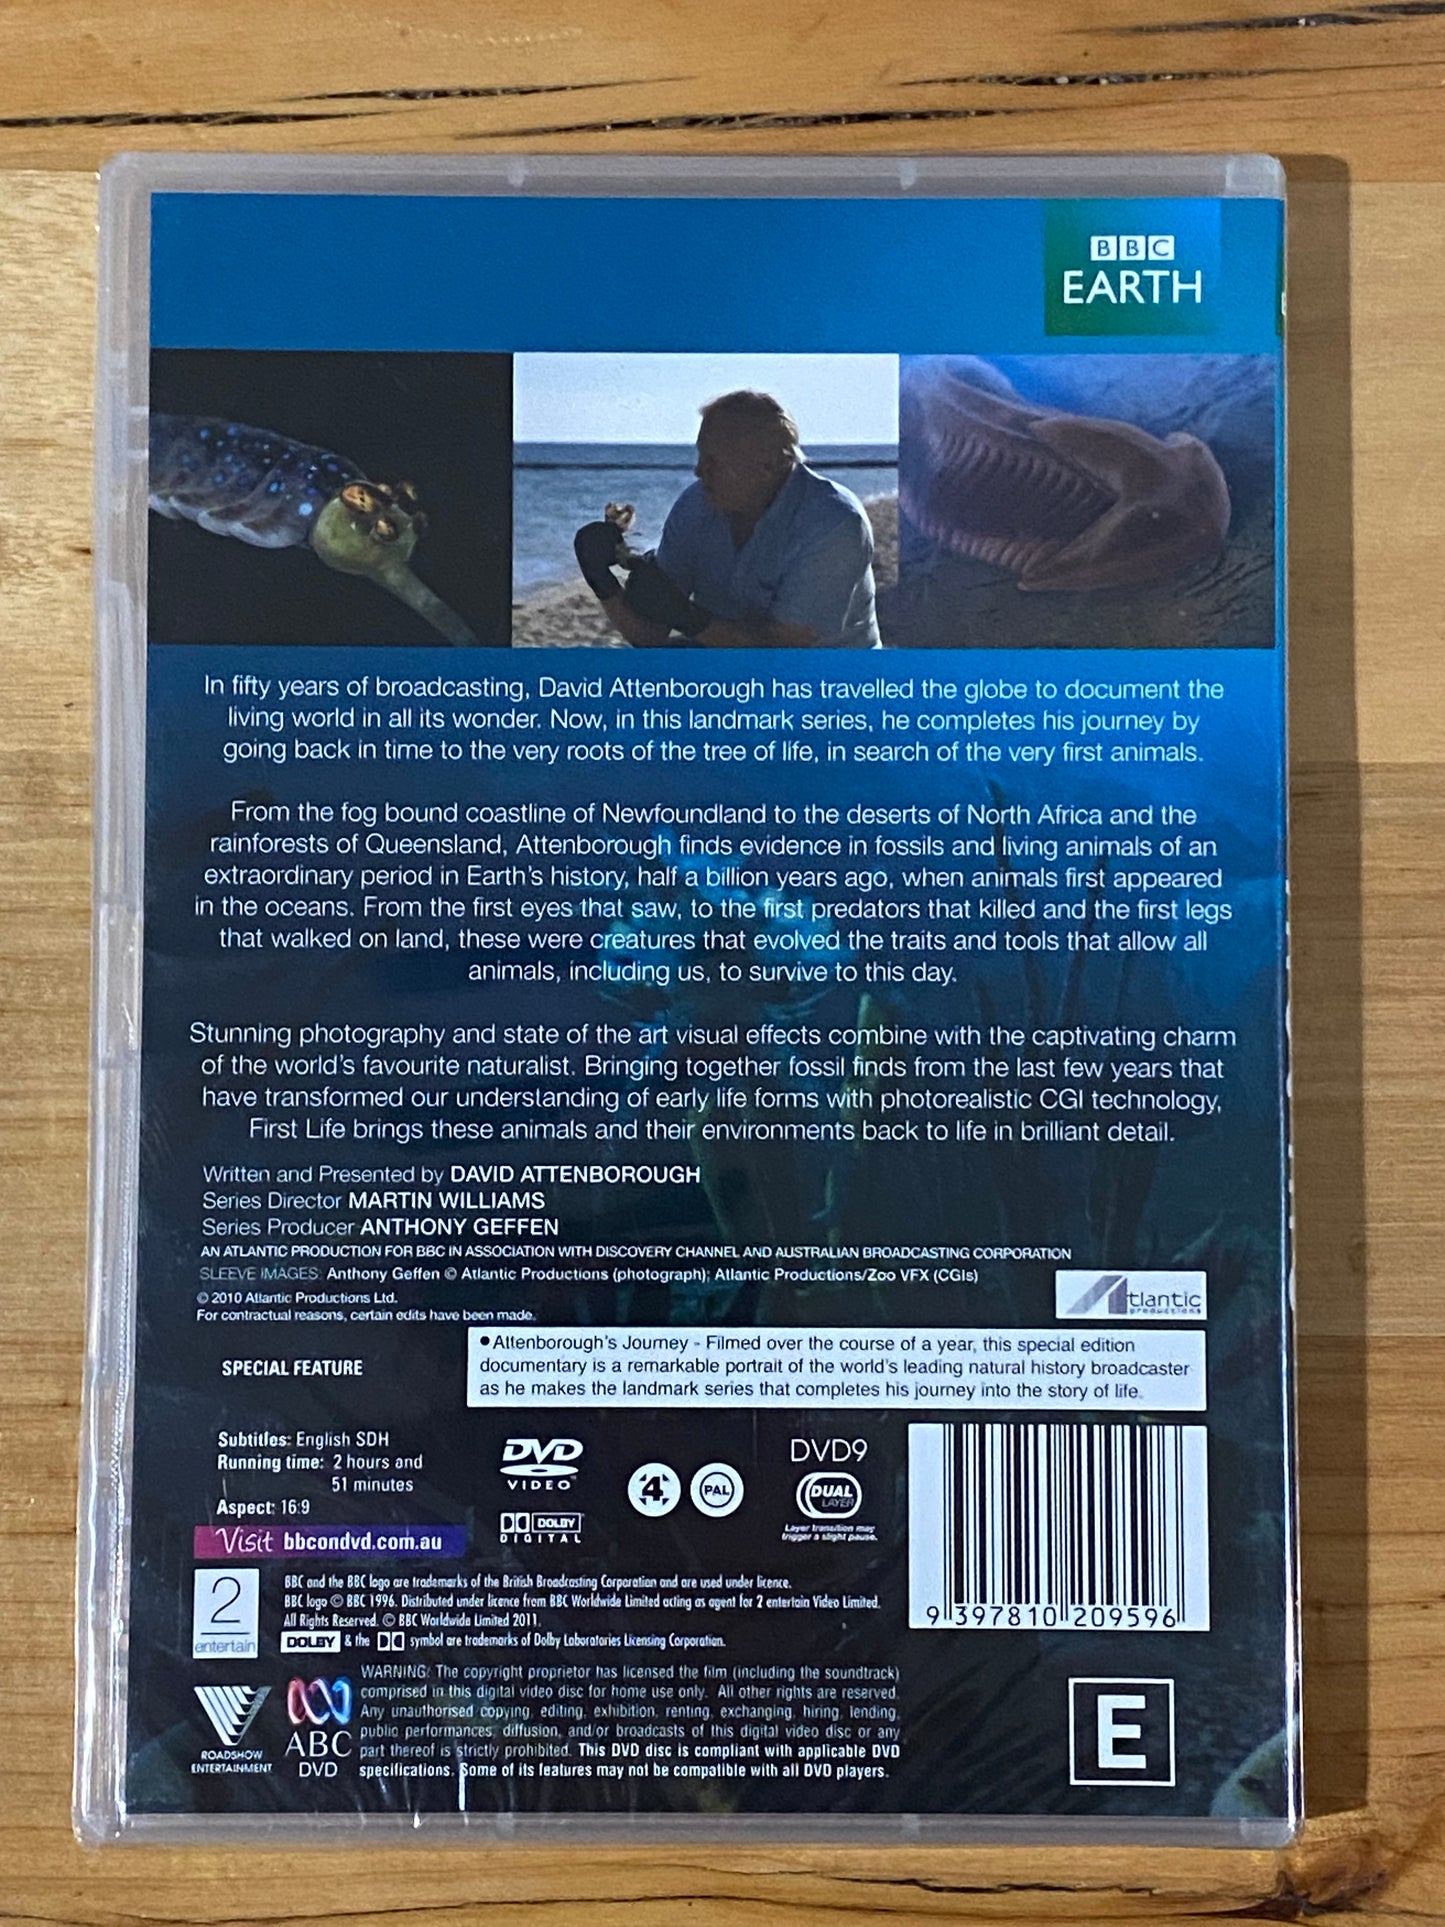 BBC
EARTH
In fifty years of broadcasting, David Attenborough has travelled the globe to document the
living world in all its wonder. Now, in this landmark series, he completes his journey by
going back in time to the very roots of the tree of life, in search of the very first animals.
From the fog bound coastline of Newfoundland to the deserts of North Africa and the
rainforests of Queensland, Attenborough finds evidence in fossils and living animals of an
extraordinary period in Earth's history, half a billion years ago, when animals first appeared
in the oceans. From the first eyes that saw, to the first predators that killed and the first legs
that walked on land, these were creatures that evolved the traits and tools that allow all
animals, including us, to survive to this day.
Stunning photography and state of the art visual effects combine with the captivating charm
of the world's favourite naturalist. Bringing together fossil finds from the last few years that
have transformed our understanding of early life forms with photorealistic CGI technology,
First Life brings these animals and their environments back to life in brilliant detail.
Written and Presented by DAVID ATTENBOROUGH
Series Director MARTIN WILLIAMS
Series Producer ANTHONY GEFFEN
AN ATLANTIC PRODUCTION FOR BBC IN ASSOCIATION WITH DISCOVERY CHANNEL AND AUSTRALIAN BROADCASTING CORPORATION
SLEEVE IMAGES: Anthony Geffen © Atlantic Productions (photograph); Atlantic Productions/Zoo VFX (CGIs)
© 2010 Atlantic Productions Ltd.
For contractual reasons, certain edits have been made.
Atlantic
productions
SPECIAL FEATURE
• Attenborough's Journey - Filmed over the course of a year, this special edition
documentary is a remarkable portrait of the world's leading natural history broadcaster
as he makes the landmark series that completes his journey into the story of life.
Subtitles: English SDH
Running time: 2 hours and
51 minutes
Aspect: 16:9
Visit bbcondvd.com.au
DVD
VIDEO
DOLBY
DIGITAL
4
PAL
DVD9
DUAL
LAYER
Layer transition may
trigger a slight pause.
9 397810 209596
2
entertain
BBC and the BBC logo are trademarks of the British Broadcasting Corporation and are used under licence.
BBC logo © BBC 1996. Distributed under licence from BBC Worldwide Limited acting as agent for 2 entertain Video Limited.
All Rights Reserved. © BBC Worldwide Limited 2011.
DOLBY & the symbol are trademarks of Dolby Laboratories Licensing Corporation.
ROADSHOW
ENTERTAINMENT
ABC
DVD
WARNING: The copyright proprietor has licensed the film (including the soundtrack)
comprised in this digital video disc for home use only. All other rights are reserved.
Any unauthorised copying, editing, exhibition, renting, exchanging, hiring, lending,
public performances, diffusion, and/or broadcasts of this digital video disc or any
part thereof is strictly prohibited. This DVD disc is compliant with applicable DVD
specifications. Some of its features may not be compatible with all DVD players.
E